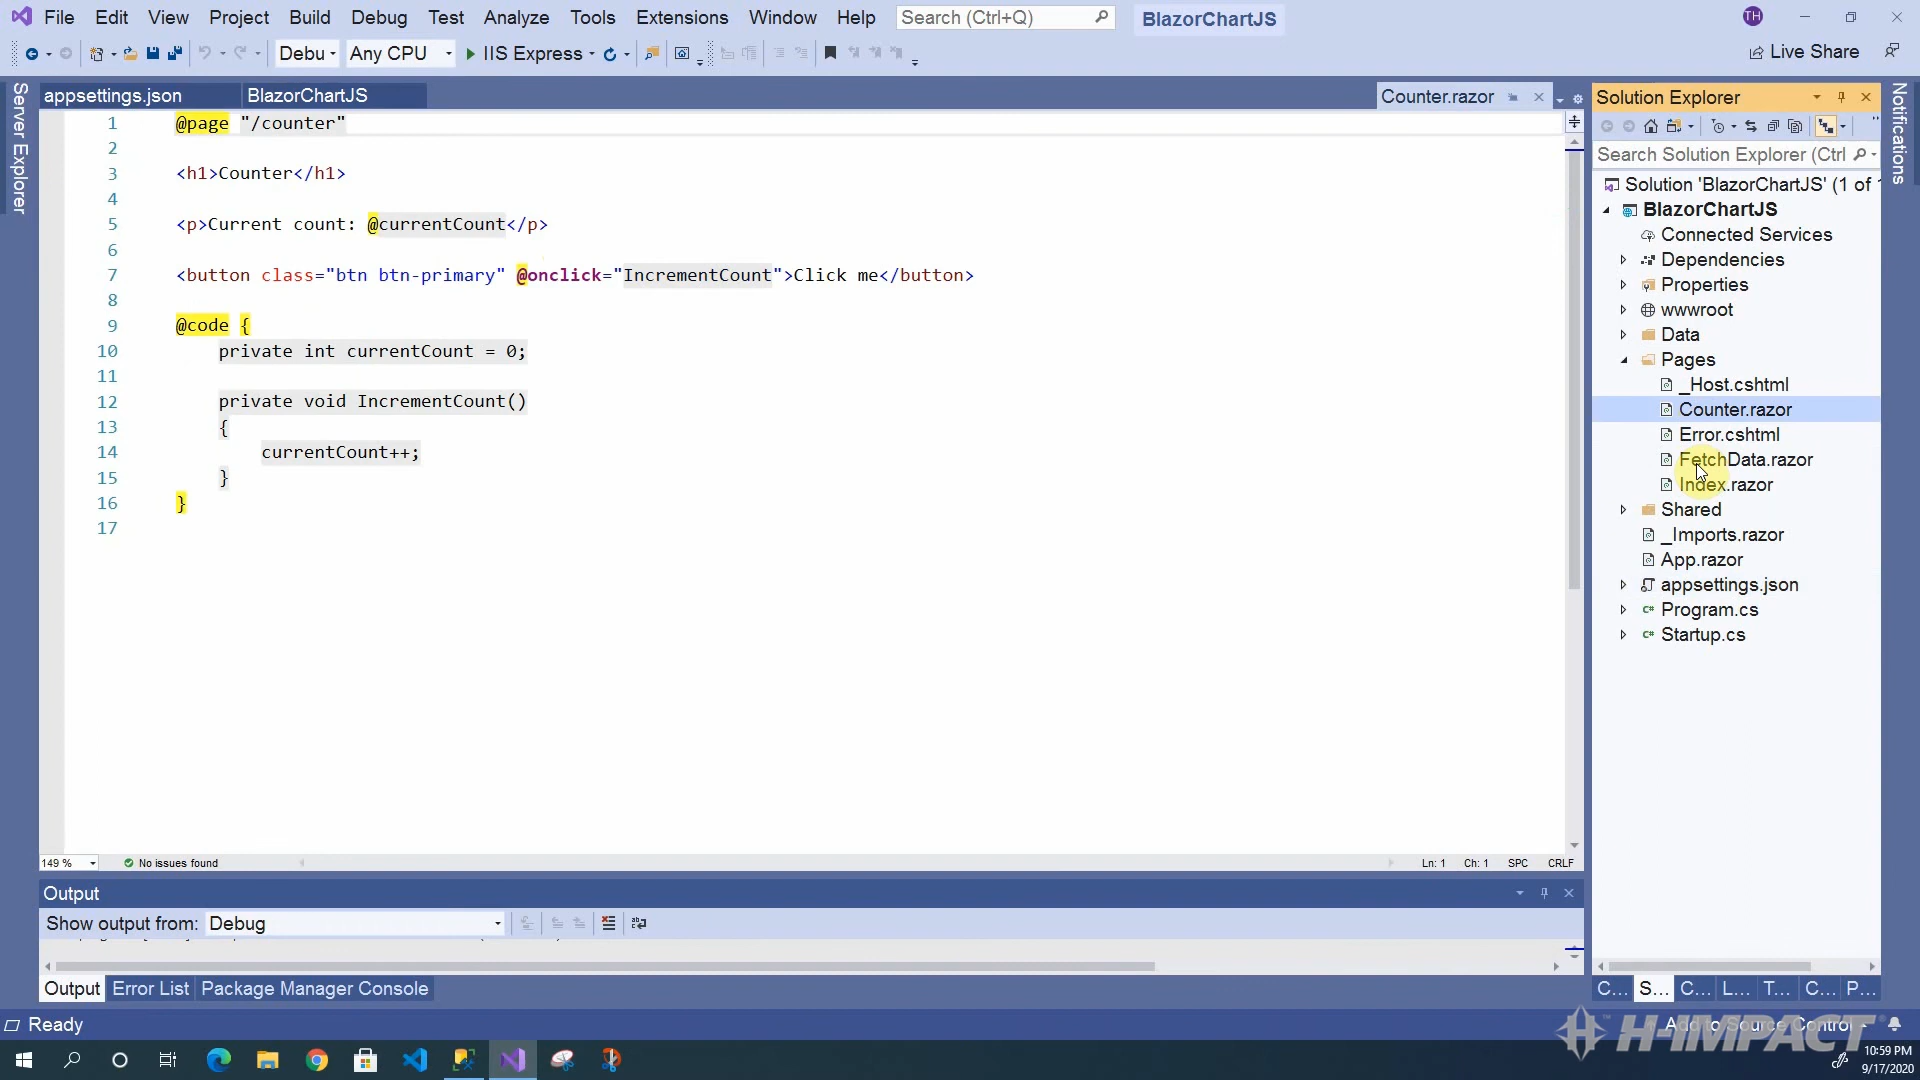 File Edit View Project Build Debug Test Analyze Tools Extensions Window Help Search (Ctrl+Q) BlazorChartJS TH
Debu Any CPU IIS Express Live Share
Server Explorer
appsettings.json BlazorChartJS Counter.razor
1 @page "/counter"
2
3 <h1>Counter</h1>
4
5 <p>Current count: @currentCount</p>
6
7 <button class="btn btn-primary" @onclick="IncrementCount">Click me</button>
8
9 @code {
10 private int currentCount = 0;
11
12 private void IncrementCount()
13 {
14 currentCount++;
15 }
16 }
17
149 % No issues found Ln: 1 Ch: 1 SPC CRLF
Output
Show output from: Debug
Output Error List Package Manager Console
Solution Explorer
Search Solution Explorer (Ctrl
Solution 'BlazorChartJS' (1 of 1
BlazorChartJS
Connected Services
Dependencies
Properties
wwwroot
Data
Pages
_Host.cshtml
Counter.razor
Error.cshtml
FetchData.razor
Index.razor
Shared
_Imports.razor
App.razor
appsettings.json
Program.cs
Startup.cs
C... S... C... L... T... C... P...
Notifications
Ready Add to Source Control
H-IMPACT
10:59 PM
9/17/2020